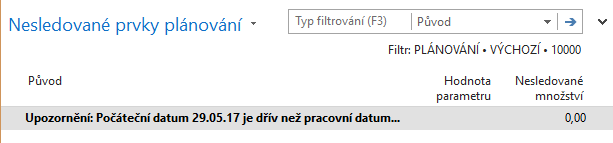 Nesledované prvky plánování
Typ filtrování (F3) Původ
Filtr: PLÁNOVÁNÍ • VÝCHOZÍ • 10000
Původ Hodnota parametru Nesledované množství
Upozornění: Počáteční datum 29.05.17 je dřív než pracovní datum... 0,00